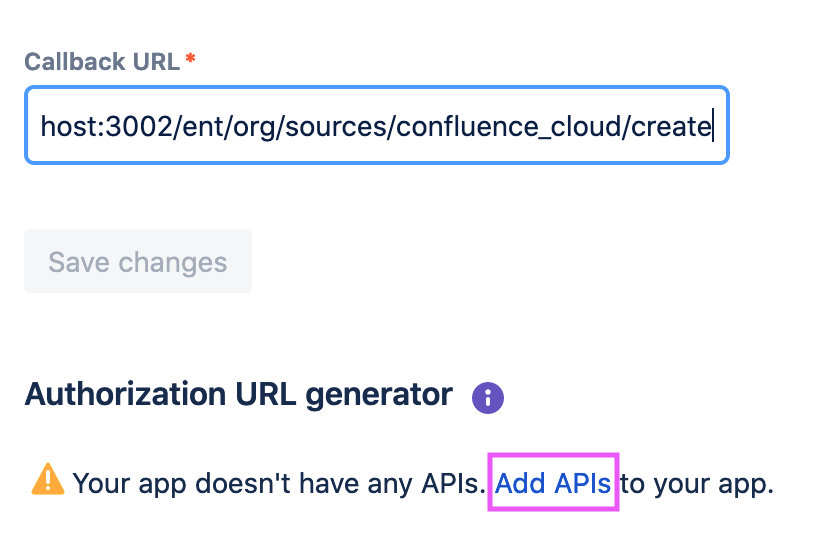 Callback URL *
host:3002/ent/org/sources/confluence_cloud/create
Save changes
Authorization URL generator
Your app doesn't have any APIs. Add APIs to your app.